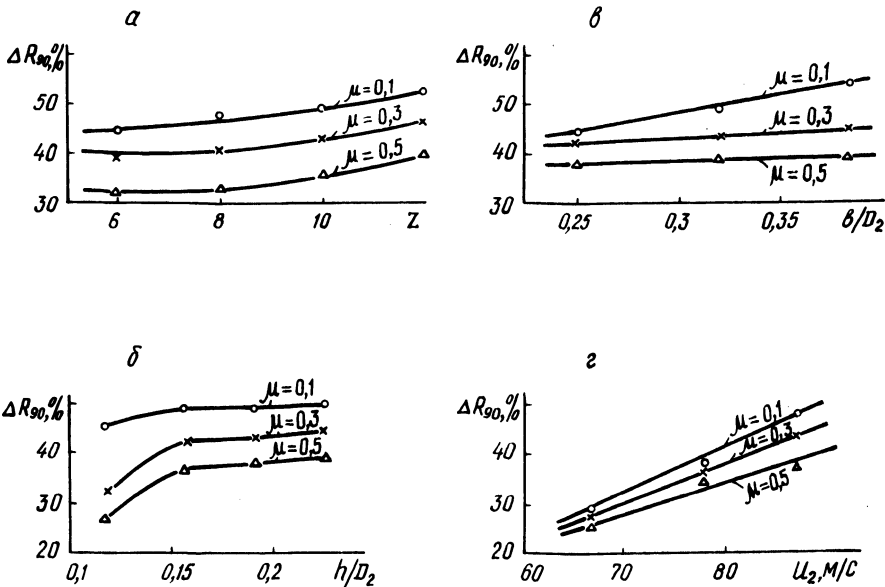 а
ΔR₉₀,%
50
40
30
6
8
10
Z
μ=0,1
μ=0,3
μ=0,5
в
ΔR₉₀,%
50
40
30
0,25
0,3
0,35
в/D₂
μ=0,1
μ=0,3
μ=0,5
б
ΔR₉₀,%
40
30
20
0,1
0,15
0,2
h/D₂
μ=0,1
μ=0,3
μ=0,5
г
ΔR₉₀,%
40
30
20
60
70
80
U₂,М/С
μ=0,1
μ=0,3
μ=0,5